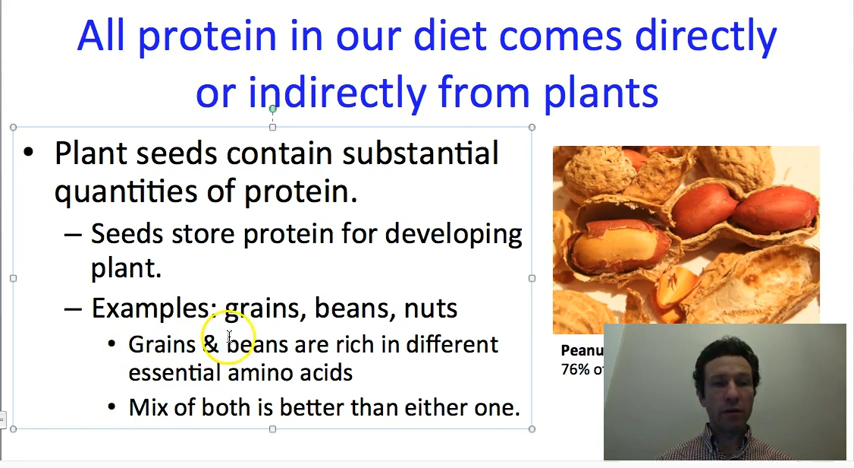 All protein in our diet comes directly
or indirectly from plants
• Plant seeds contain substantial
quantities of protein.
– Seeds store protein for developing
plant.
– Examples: grains, beans, nuts
• Grains & beans are rich in different
essential amino acids
• Mix of both is better than either one.
76%